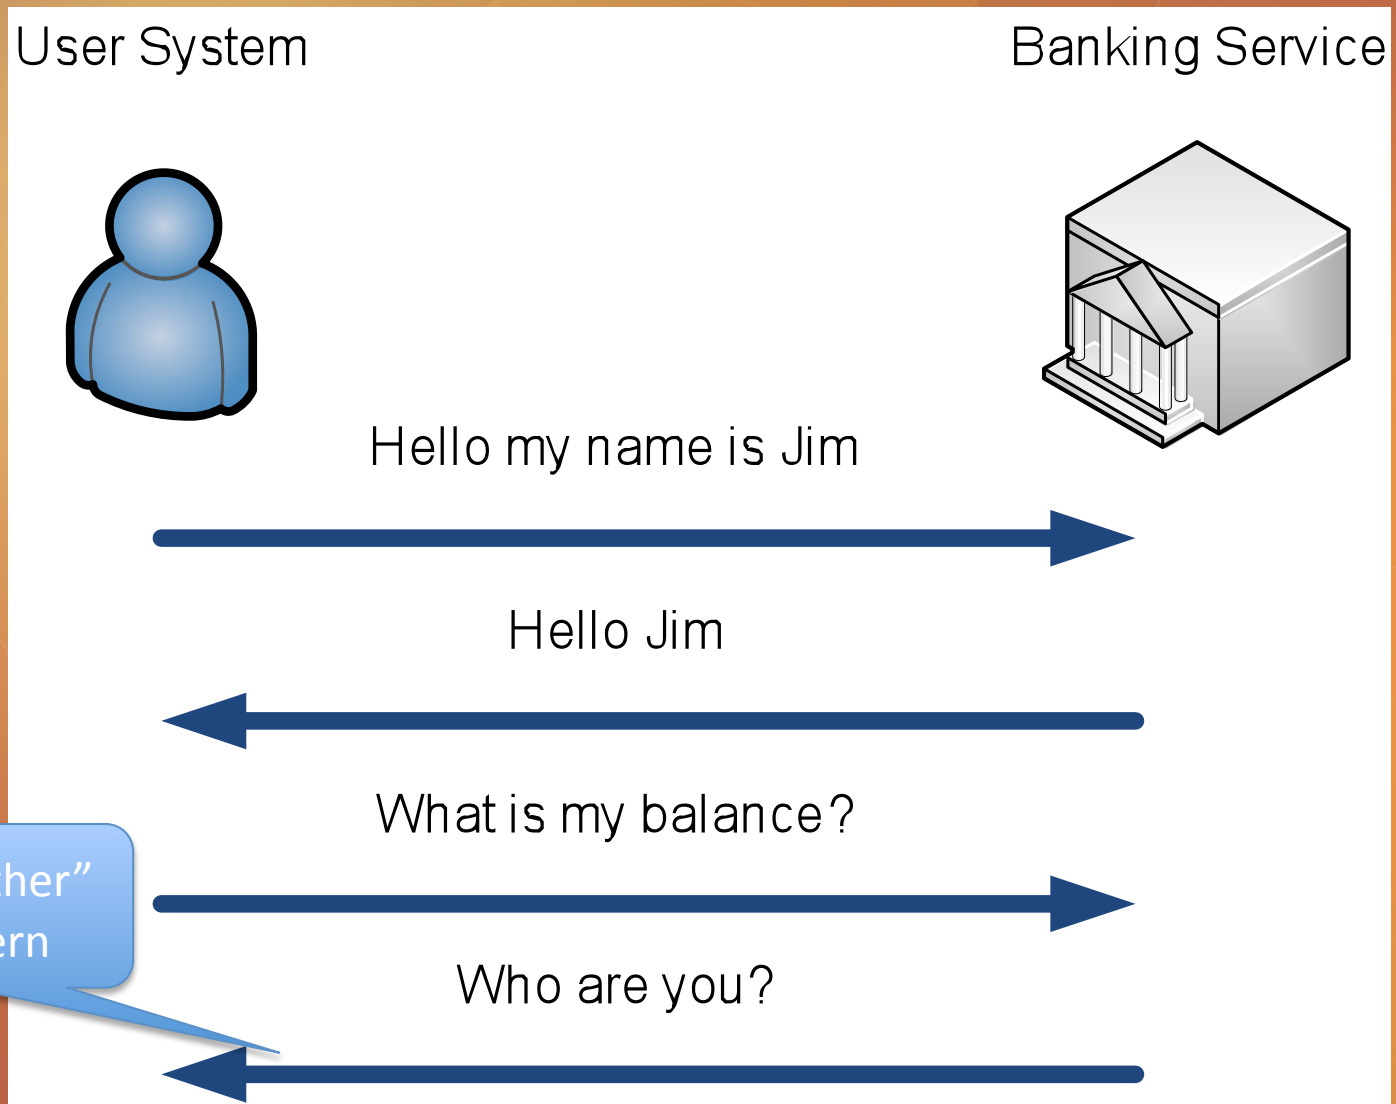 User System
Banking Service
Hello my name is Jim
Hello Jim
What is my balance?
Who are you?